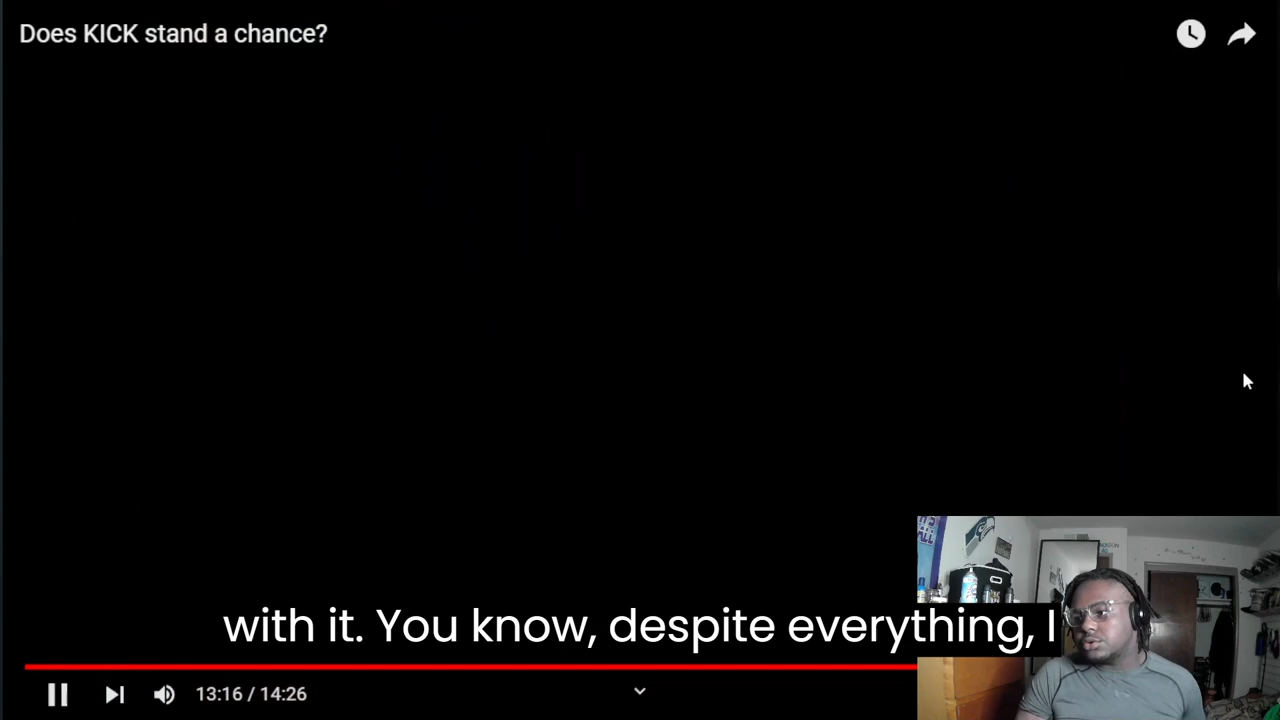 Does KICK stand a chance?
with it. You know, despite everything, I
13:16 / 14:26